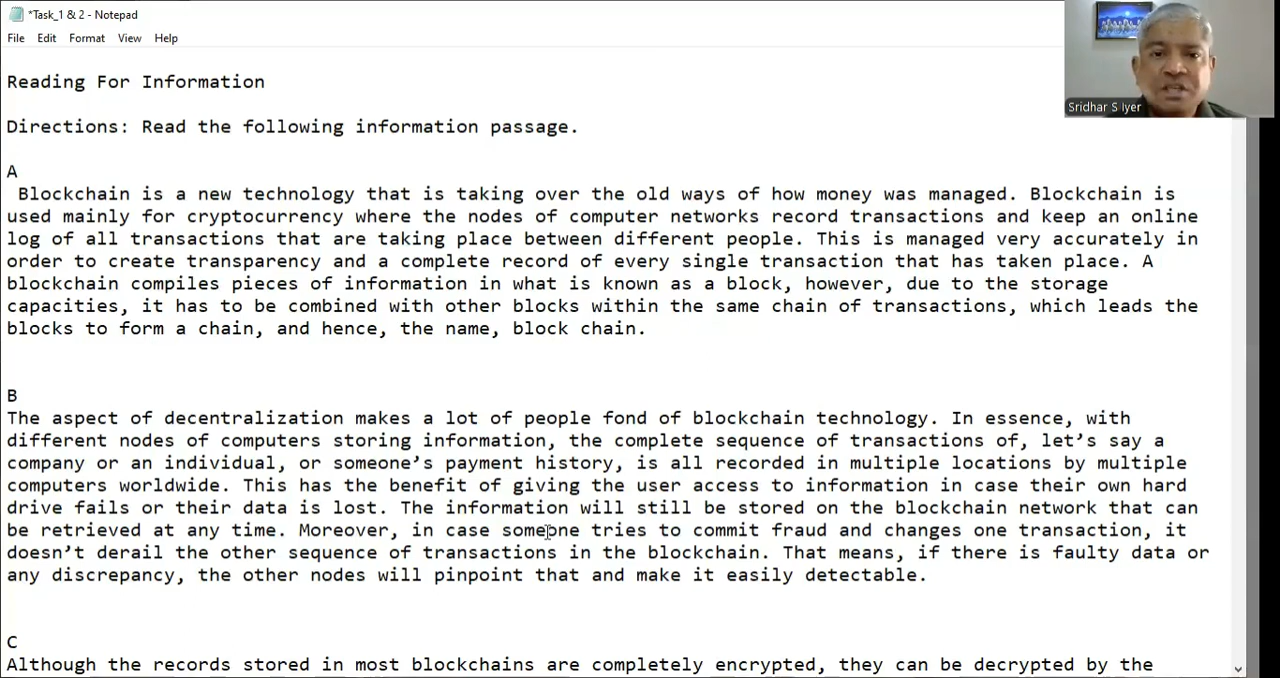 *Task_1 & 2 - Notepad
File Edit Format View Help
Sridhar S Iyer
Reading For Information
Directions: Read the following information passage.
A
Blockchain is a new technology that is taking over the old ways of how money was managed. Blockchain is
used mainly for cryptocurrency where the nodes of computer networks record transactions and keep an online
log of all transactions that are taking place between different people. This is managed very accurately in
order to create transparency and a complete record of every single transaction that has taken place. A
blockchain compiles pieces of information in what is known as a block, however, due to the storage
capacities, it has to be combined with other blocks within the same chain of transactions, which leads the
blocks to form a chain, and hence, the name, block chain.
B
The aspect of decentralization makes a lot of people fond of blockchain technology. In essence, with
different nodes of computers storing information, the complete sequence of transactions of, let’s say a
company or an individual, or someone’s payment history, is all recorded in multiple locations by multiple
computers worldwide. This has the benefit of giving the user access to information in case their own hard
drive fails or their data is lost. The information will still be stored on the blockchain network that can
be retrieved at any time. Moreover, in case someone tries to commit fraud and changes one transaction, it
doesn’t derail the other sequence of transactions in the blockchain. That means, if there is faulty data or
any discrepancy, the other nodes will pinpoint that and make it easily detectable.
C
Although the records stored in most blockchains are completely encrypted, they can be decrypted by the